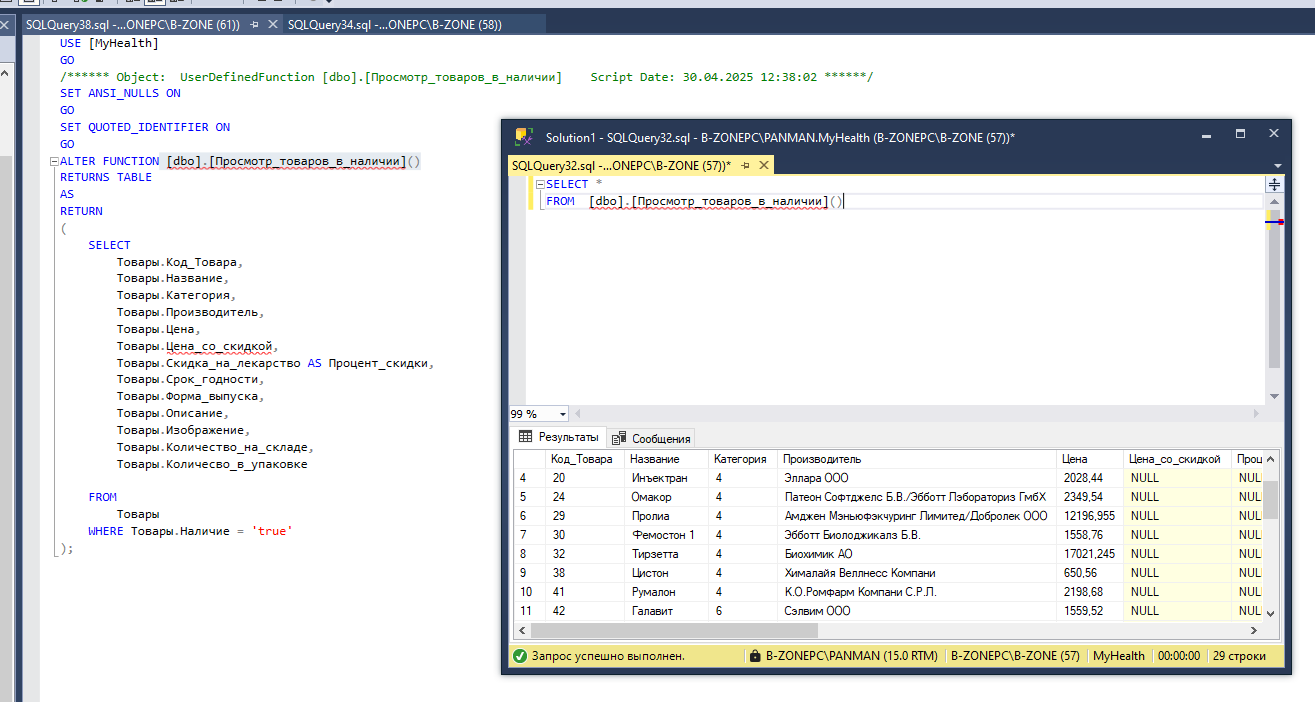 SQLQuery38.sql -...ONEPC\B-ZONE (61))
SQLQuery34.sql -...ONEPC\B-ZONE (58))
USE [MyHealth]
GO
/****** Object:  UserDefinedFunction [dbo].[Просмотр_товаров_в_наличии]    Script Date: 30.04.2025 12:38:02 ******/
SET ANSI_NULLS ON
GO
SET QUOTED_IDENTIFIER ON
GO
ALTER FUNCTION [dbo].[Просмотр_товаров_в_наличии]()
RETURNS TABLE
AS
RETURN
(
SELECT
Товары.Код_Товара,
Товары.Название,
Товары.Категория,
Товары.Производитель,
Товары.Цена,
Товары.Цена_со_скидкой,
Товары.Скидка_на_лекарство AS Процент_скидки,
Товары.Срок_годности,
Товары.Форма_выпуска,
Товары.Описание,
Товары.Изображение,
Товары.Количество_на_складе,
Товары.Количесво_в_упаковке
FROM
Товары
WHERE Товары.Наличие = 'true'
);
Solution1 - SQLQuery32.sql - B-ZONEPC\PANMAN.MyHealth (B-ZONEPC\B-ZONE (57))*
SQLQuery32.sql -...ONEPC\B-ZONE (57))*
SELECT *
FROM  [dbo].[Просмотр_товаров_в_наличии]()
99 %
Результаты Сообщения
Код_Товара Название Категория Производитель Цена Цена_со_скидкой Проц
4 20 Инъектран 4 Эллара ООО 2028,44 NULL NUL
5 24 Омакор 4 Патеон Софтджелс Б.В./Эбботт Лэбораториз ГмбХ 2349,54 NULL NUL
6 29 Пролиа 4 Амджен Мэньюфэкчуринг Лимитед/Добролек ООО 12196,955 NULL NUL
7 30 Фемостон 1 4 Эбботт Биолоджикалз Б.В. 1558,76 NULL NUL
8 32 Тирзетта 4 Биохимик АО 17021,245 NULL NUL
9 38 Цистон 4 Хималайя Веллнесс Компани 650,56 NULL NUL
10 41 Румалон 4 К.О.Ромфарм Компани С.Р.Л. 2198,68 NULL NUL
11 42 Галавит 6 Сэлвим ООО 1559,52 NULL NUL
Запрос успешно выполнен. B-ZONEPC\PANMAN (15.0 RTM) B-ZONEPC\B-ZONE (57) MyHealth 00:00:00 29 строки